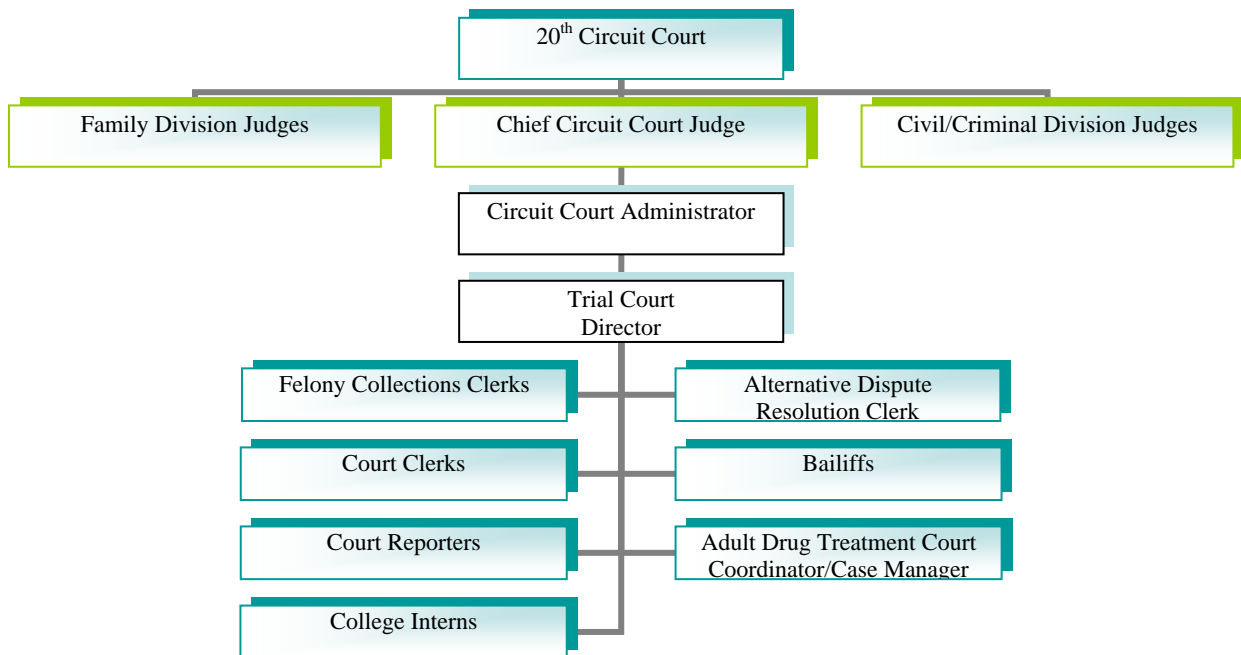 20th Circuit Court
Family Division Judges
Chief Circuit Court Judge
Civil/Criminal Division Judges
Circuit Court Administrator
Trial Court
Director
Felony Collections Clerks
Alternative Dispute
Resolution Clerk
Court Clerks
Bailiffs
Court Reporters
Adult Drug Treatment Court
Coordinator/Case Manager
College Interns